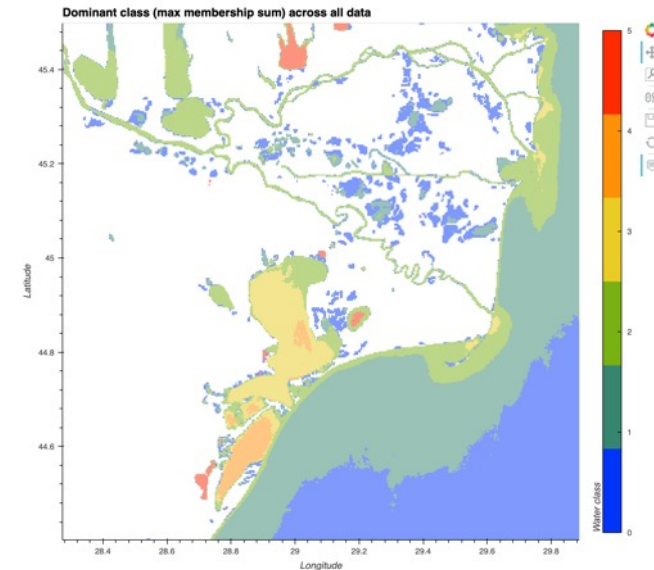 Dominant class (max membership sum) across all data
45.4
45.2
45
44.8
44.6
Latitude
28.4 28.6 28.8 29 29.2 29.4 29.6 29.8
Longitude
5
4
3
2
1
0
Water class